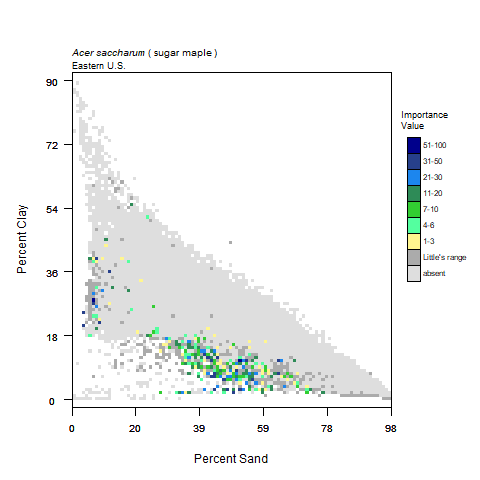 Acer saccharum ( sugar maple )
Eastern U.S.
Importance
Value
51-100
31-50
21-30
11-20
7-10
4-6
1-3
Little's range
absent
90
72
54
36
18
0
Percent Clay
0 20 39 59 78 98
Percent Sand